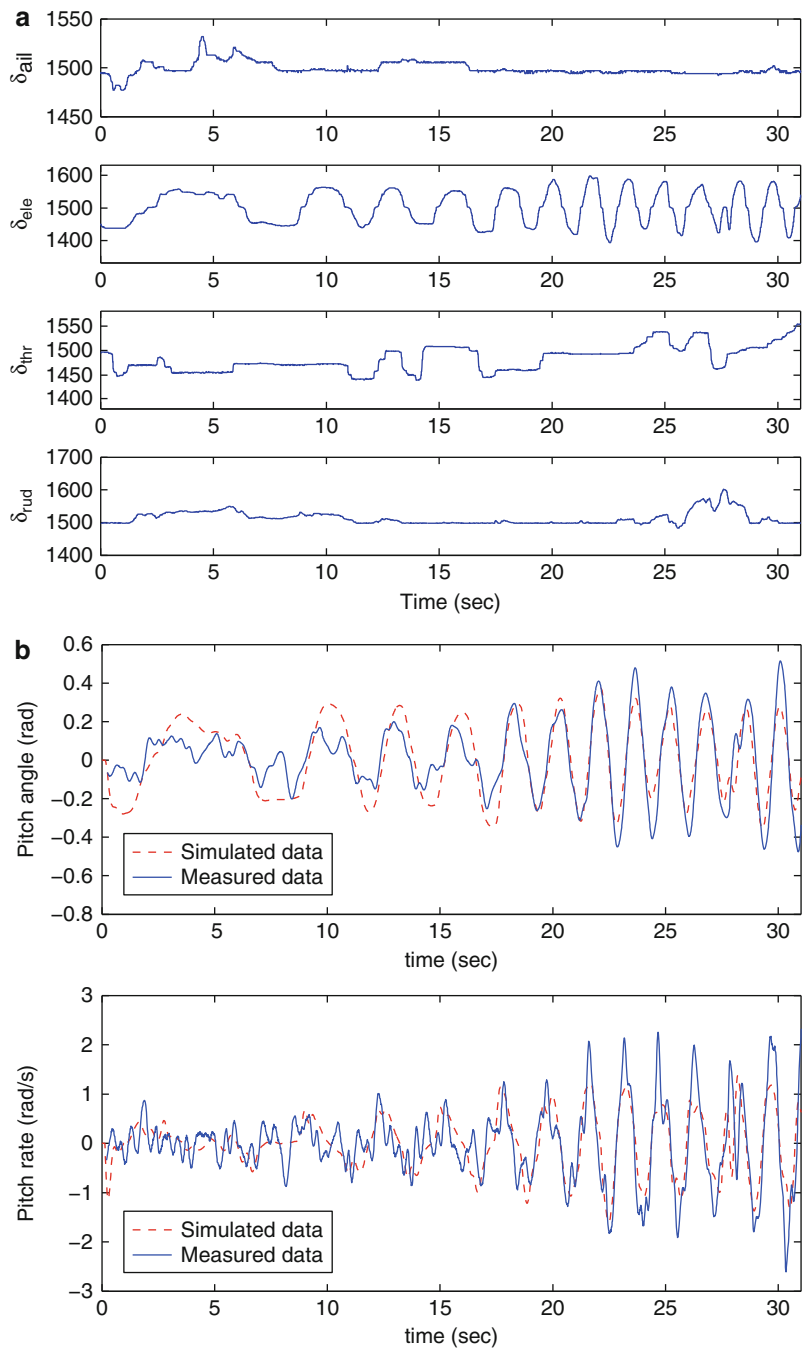 a
1550
1500
1450
δail
0 5 10 15 20 25 30
1600
1500
1400
δele
0 5 10 15 20 25 30
1550
1500
1450
1400
δthr
0 5 10 15 20 25 30
1700
1600
1500
1400
δrud
0 5 10 15 20 25 30
Time (sec)
b
0.6
0.4
0.2
0
−0.2
−0.4
−0.6
−0.8
Pitch angle (rad)
Simulated data
Measured data
0 5 10 15 20 25 30
time (sec)
3
2
1
0
−1
−2
−3
Pitch rate (rad/s)
Simulated data
Measured data
0 5 10 15 20 25 30
time (sec)